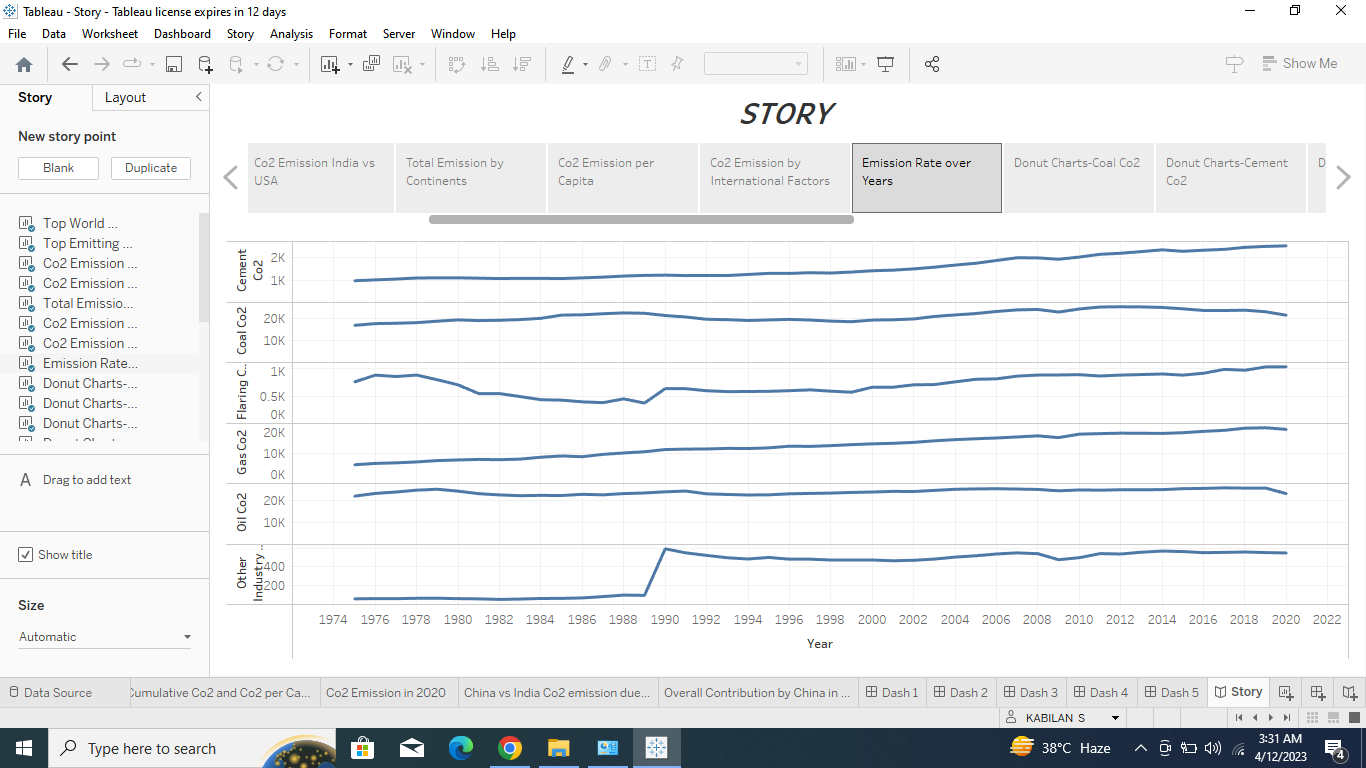 Tableau - Story - Tableau license expires in 12 days
File Data Worksheet Dashboard Story Analysis Format Server Window Help
Show Me
Story Layout
New story point
Blank Duplicate
Top World ...
Top Emitting ...
Co2 Emission ...
Co2 Emission ...
Total Emissio...
Co2 Emission ...
Co2 Emission ...
Emission Rate...
Donut Charts-...
Donut Charts-...
Donut Charts-...
A Drag to add text
Show title
Size
Automatic
STORY
Co2 Emission India vs
USA
Total Emission by
Continents
Co2 Emission per
Capita
Co2 Emission by
International Factors
Emission Rate over
Years
Donut Charts-Coal Co2
Donut Charts-Cement
Co2
D
Cement
Co2
2K
1K
Coal Co2
20K
10K
Flaring C..
1K
0.5K
0K
Gas Co2
20K
10K
0K
Oil Co2
20K
10K
Other
Industry ..
400
200
1974 1976 1978 1980 1982 1984 1986 1988 1990 1992 1994 1996 1998 2000 2002 2004 2006 2008 2010 2012 2014 2016 2018 2020 2022
Year
Data Source Cumulative Co2 and Co2 per Ca... Co2 Emission in 2020 China vs India Co2 emission due... Overall Contribution by China in ... Dash 1 Dash 2 Dash 3 Dash 4 Dash 5 Story
KABILAN S
Type here to search
38°C Haze
3:31 AM
4/12/2023
4